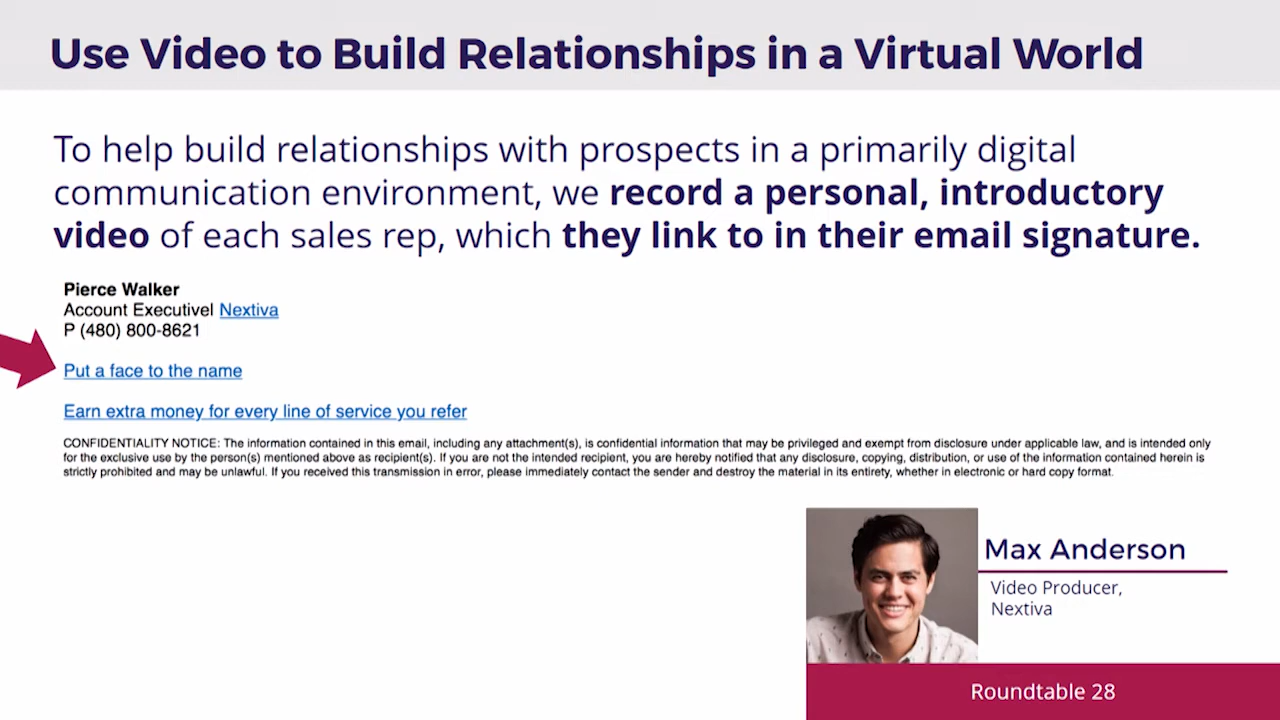 Use Video to Build Relationships in a Virtual World
To help build relationships with prospects in a primarily digital
communication environment, we record a personal, introductory
video of each sales rep, which they link to in their email signature.
Pierce Walker
Account Executivel Nextiva
P (480) 800-8621
Put a face to the name
Earn extra money for every line of service you refer
CONFIDENTIALITY NOTICE: The information contained in this email, including any attachment(s), is confidential information that may be privileged and exempt from disclosure under applicable law, and is intended only
for the exclusive use by the person(s) mentioned above as recipient(s). If you are not the intended recipient, you are hereby notified that any disclosure, copying, distribution, or use of the information contained herein is
strictly prohibited and may be unlawful. If you received this transmission in error, please immediately contact the sender and destroy the material in its entirety, whether in electronic or hard copy format.
Max Anderson
Video Producer,
Nextiva
Roundtable 28